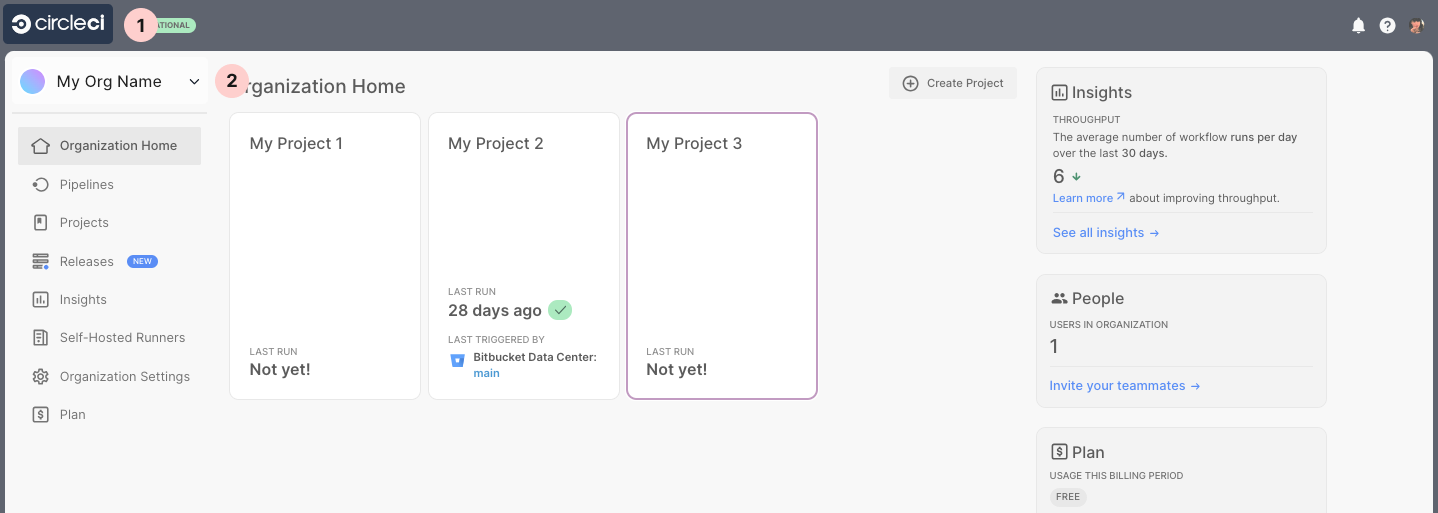 circleci
1
ATIONAL
My Org Name
2
rganization Home
Create Project
Organization Home
Pipelines
Projects
Releases NEW
Insights
Self-Hosted Runners
Organization Settings
Plan
My Project 1
LAST RUN
Not yet!
My Project 2
LAST RUN
28 days ago
LAST TRIGGERED BY
Bitbucket Data Center:
main
My Project 3
LAST RUN
Not yet!
Insights
THROUGHPUT
The average number of workflow runs per day
over the last 30 days.
6
Learn more about improving throughput.
See all insights →
People
USERS IN ORGANIZATION
1
Invite your teammates →
Plan
USAGE THIS BILLING PERIOD
FREE